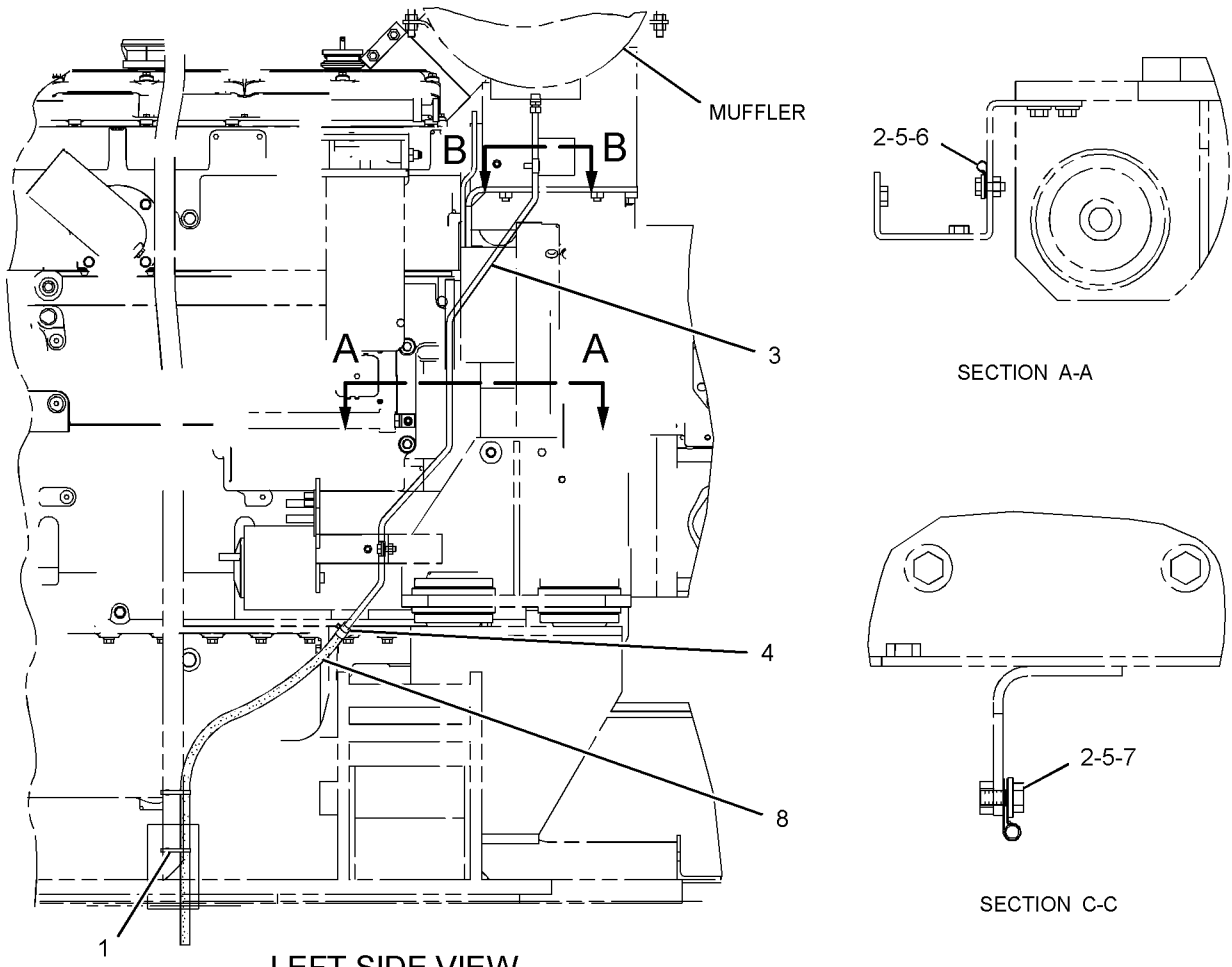 MUFFLER
B B
2-5-6
3
A A
SECTION A-A
4
2-5-7
8
SECTION C-C
1
LEFT SIDE VIEW